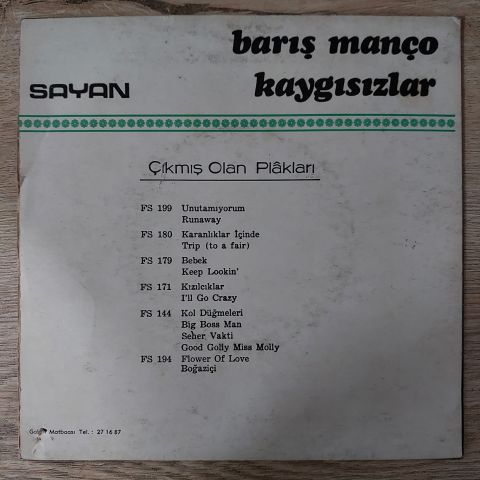 barış manço
SAYAN kaygısızlar
Çıkmış Olan Plâkları
FS 199 Unutamıyorum
Runaway
FS 180 Karanlıklar İçinde
Trip (to a fair)
FS 179 Bebek
Keep Lookin'
FS 171 Kızılcıklar
I'll Go Crazy
FS 144 Kol Düğmeleri
Big Boss Man
Seher Vakti
Good Golly Miss Molly
FS 194 Flower Of Love
Boğaziçi
Matbaası Tel. : 27 16 87